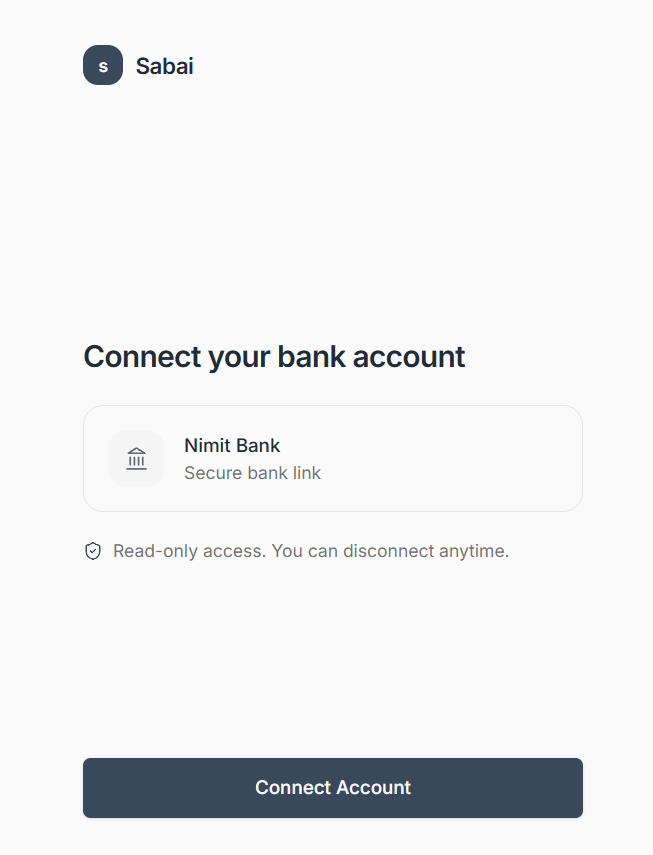 s
Sabai
Connect your bank account
Nimit Bank
Secure bank link
Read-only access. You can disconnect anytime.
Connect Account